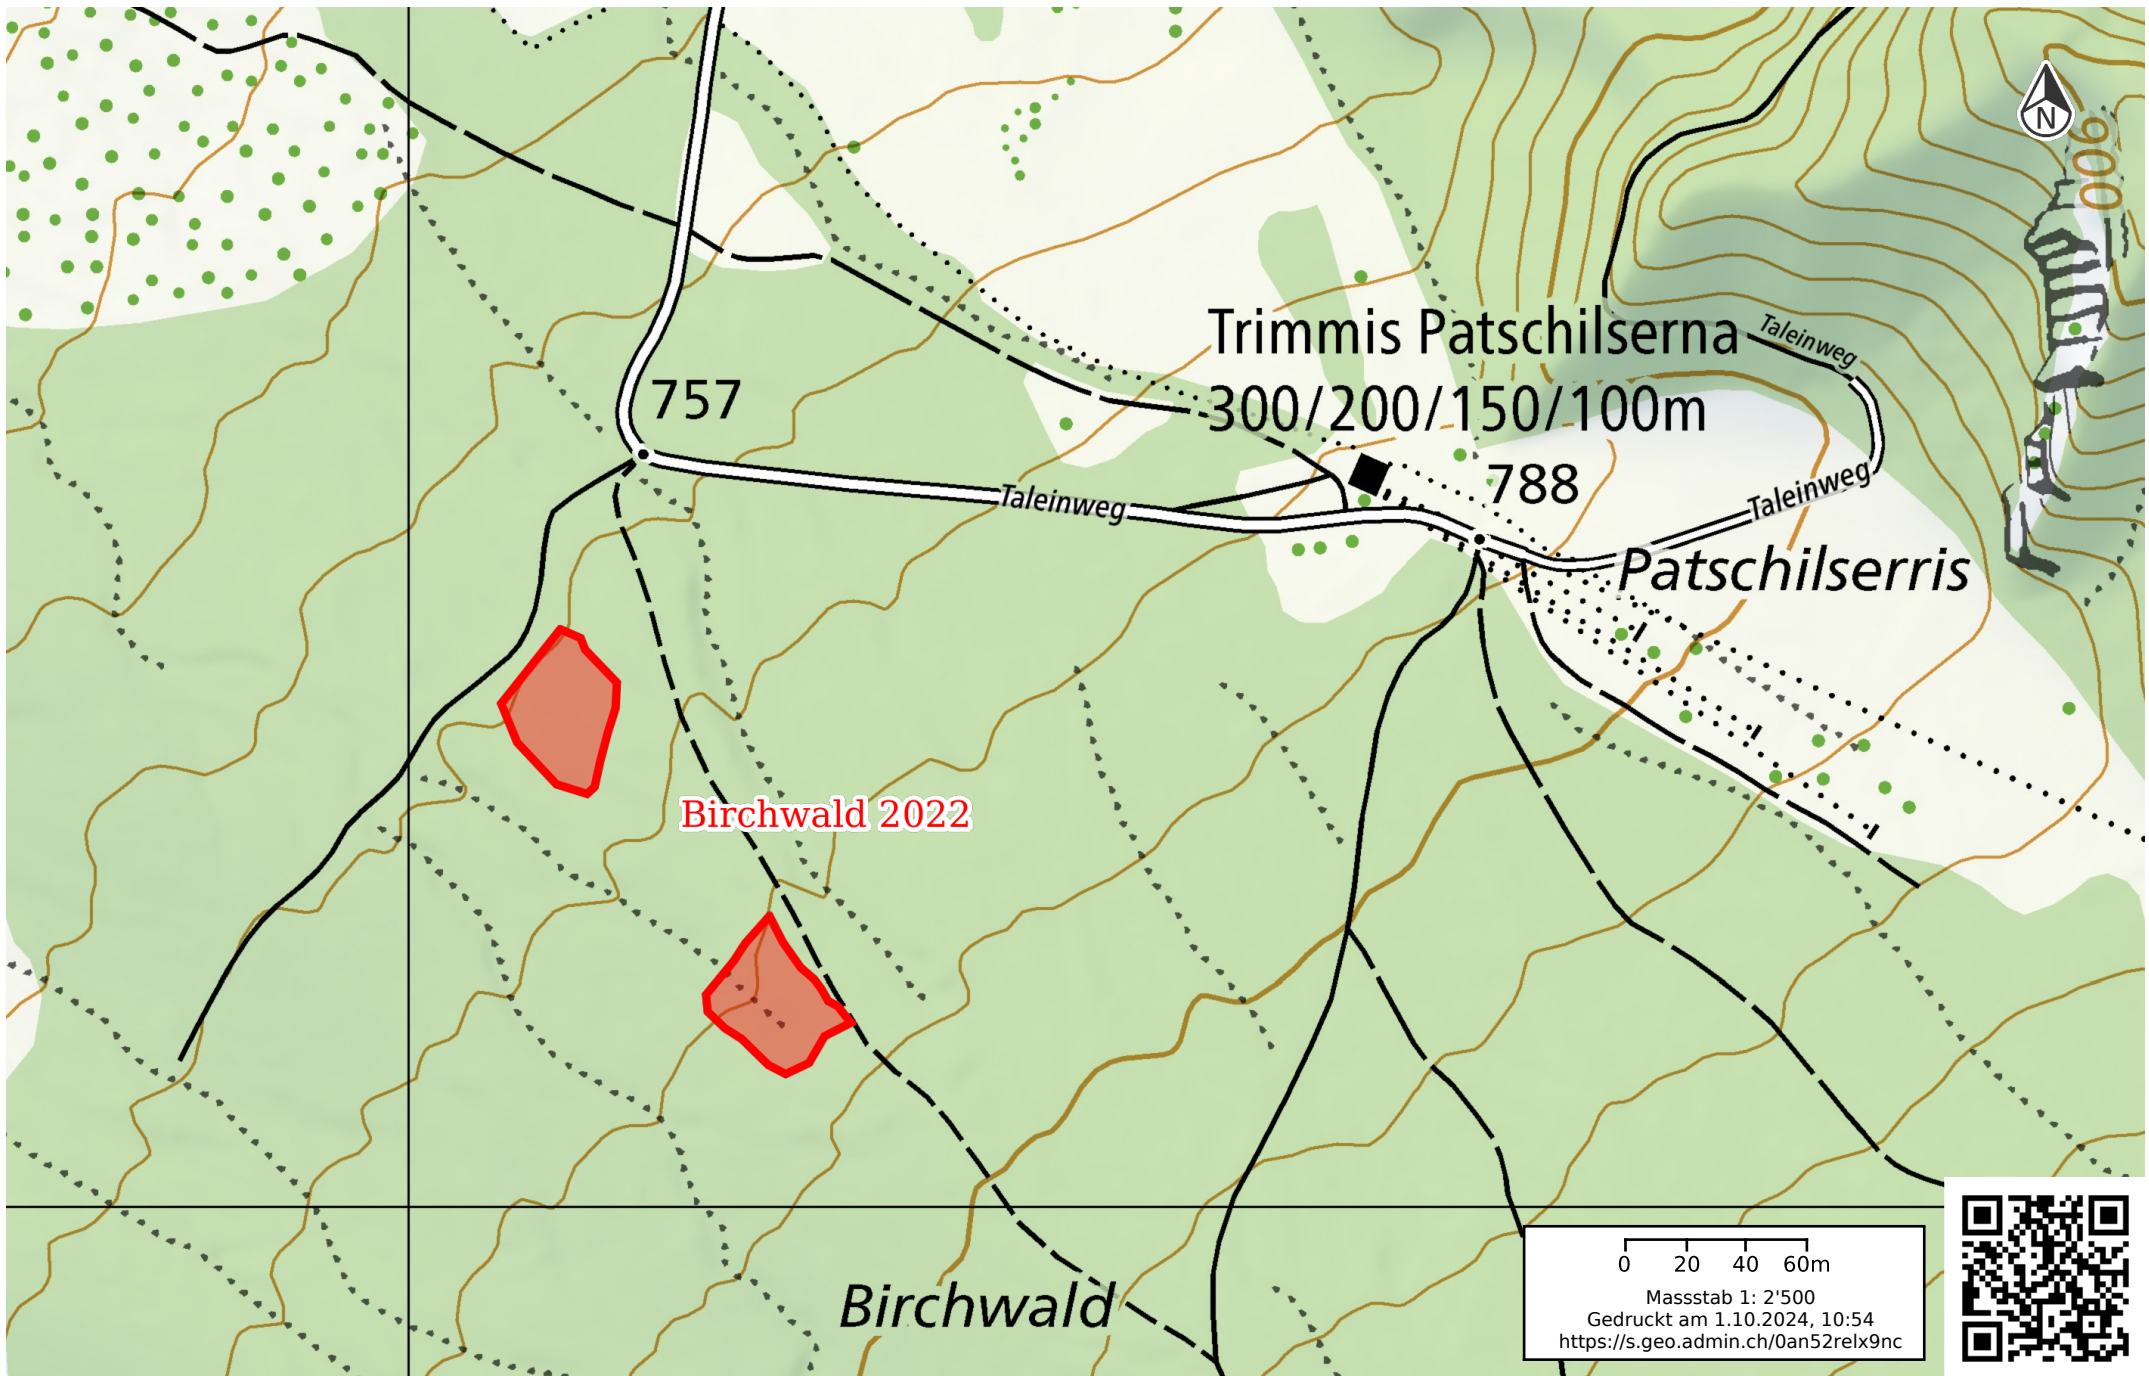 N
900
Trimmis Patschilserna
300/200/150/100m
Taleinweg
757
788
Taleinweg
Taleinweg
Patschilserris
Birchwald 2022
Birchwald
0 20 40 60m
Massstab 1: 2'500
Gedruckt am 1.10.2024, 10:54
https://s.geo.admin.ch/0an52relx9nc